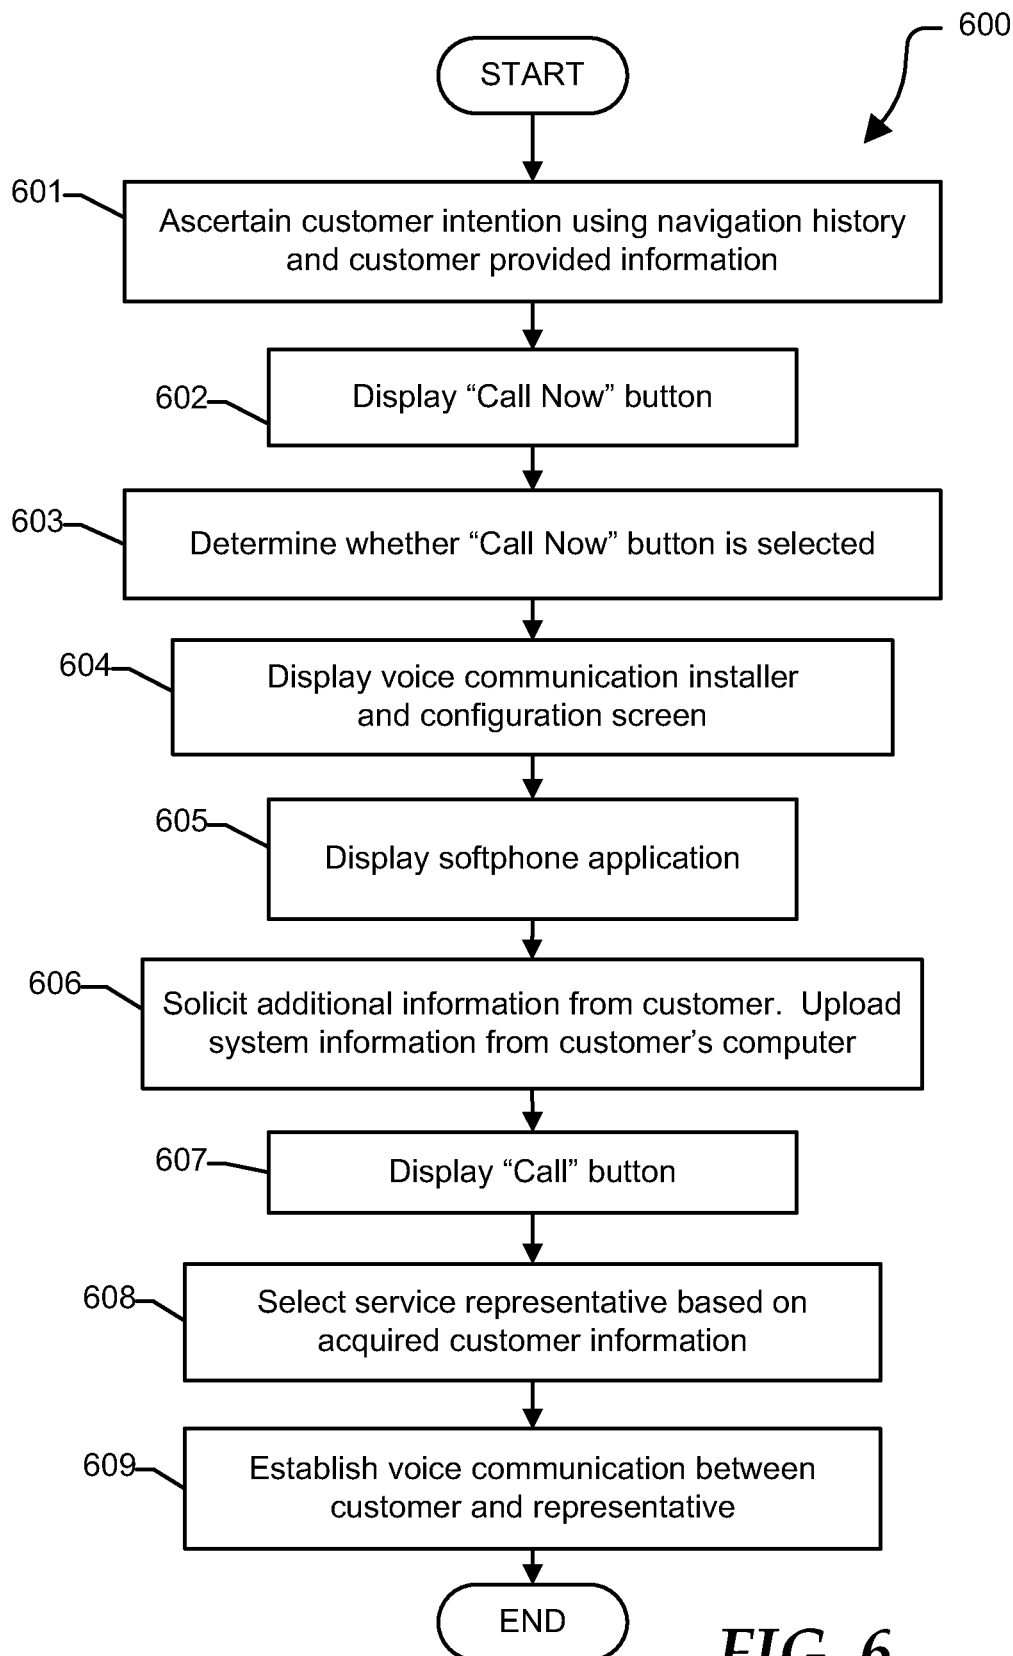 600
START
601
Ascertain customer intention using navigation history
and customer provided information
602
Display “Call Now” button
603
Determine whether “Call Now” button is selected
604
Display voice communication installer
and configuration screen
605
Display softphone application
606
Solicit additional information from customer.  Upload
system information from customer’s computer
607
Display “Call” button
608
Select service representative based on
acquired customer information
609
Establish voice communication between
customer and representative
END
FIG. 6